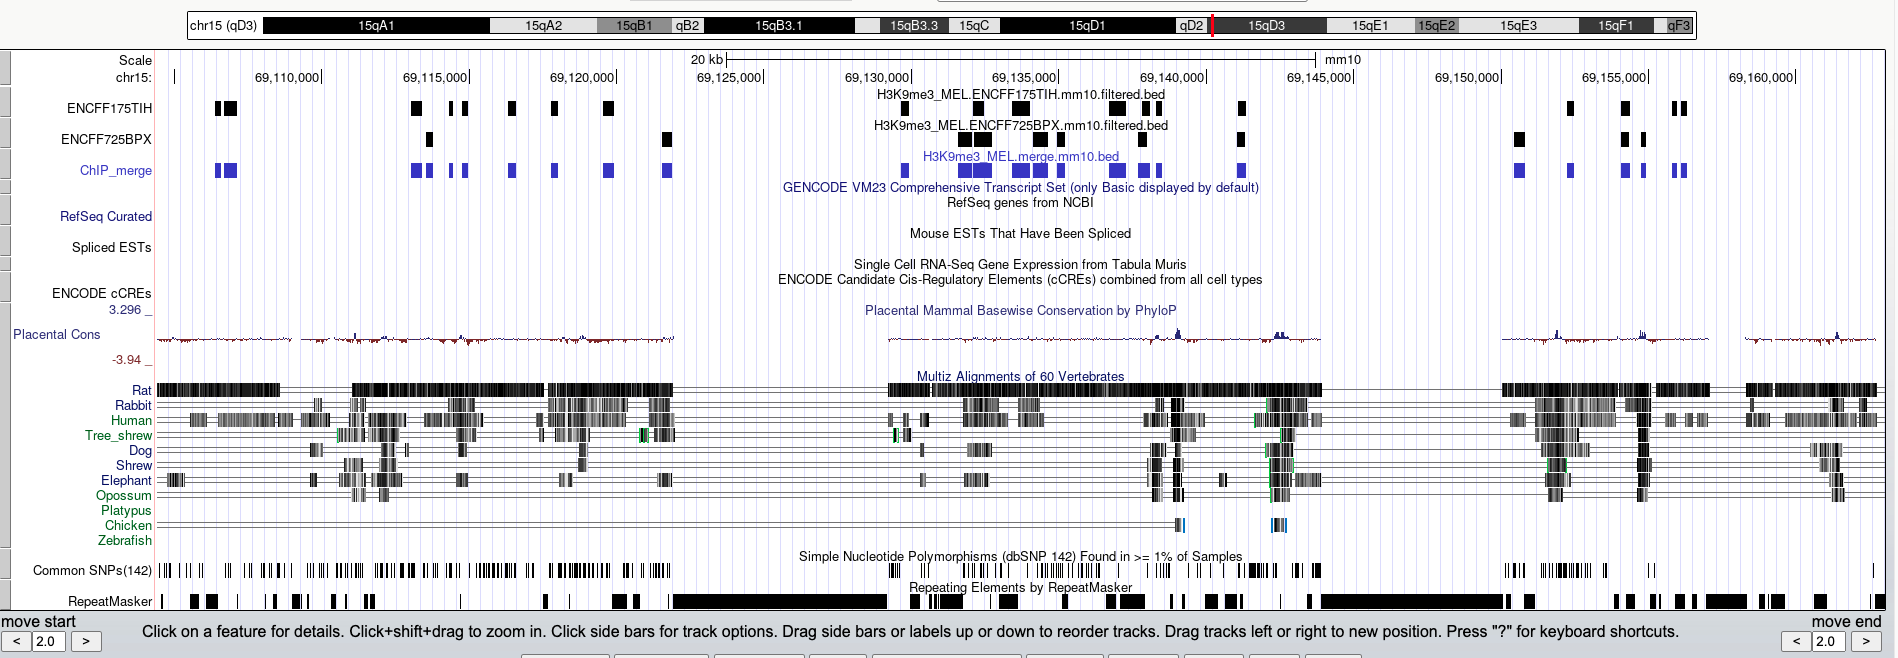 chr15 (qD3) 15qA1 15qA2 15qB1 qB2 15qB3.1 15qB3.3 15qC 15qD1 qD2 15qD3 15qE1 15qE2 15qE3 15qF1 qF3
Scale 20 kb mm10
chr15: 69,110,000 69,115,000 69,120,000 69,125,000 69,130,000 69,135,000 69,140,000 69,145,000 69,150,000 69,155,000 69,160,000
H3K9me3_MEL.ENCFF175TIH.mm10.filtered.bed
ENCFF175TIH
H3K9me3_MEL.ENCFF725BPX.mm10.filtered.bed
ENCFF725BPX
H3K9me3_MEL.merge.mm10.bed
ChIP_merge
GENCODE VM23 Comprehensive Transcript Set (only Basic displayed by default)
RefSeq genes from NCBI
RefSeq Curated
Mouse ESTs That Have Been Spliced
Spliced ESTs
Single Cell RNA-Seq Gene Expression from Tabula Muris
ENCODE Candidate Cis-Regulatory Elements (cCREs) combined from all cell types
ENCODE cCREs
3.296 _ Placental Mammal Basewise Conservation by PhyloP
Placental Cons
-3.94 _
Multiz Alignments of 60 Vertebrates
Rat
Rabbit
Human
Tree_shrew
Dog
Shrew
Elephant
Opossum
Platypus
Chicken
Zebrafish
Simple Nucleotide Polymorphisms (dbSNP 142) Found in >= 1% of Samples
Common SNPs(142)
Repeating Elements by RepeatMasker
RepeatMasker
move start move end
Click on a feature for details. Click+shift+drag to zoom in. Click side bars for track options. Drag side bars or labels up or down to reorder tracks. Drag tracks left or right to new position. Press "?" for keyboard shortcuts.
< 2.0 > < 2.0 >